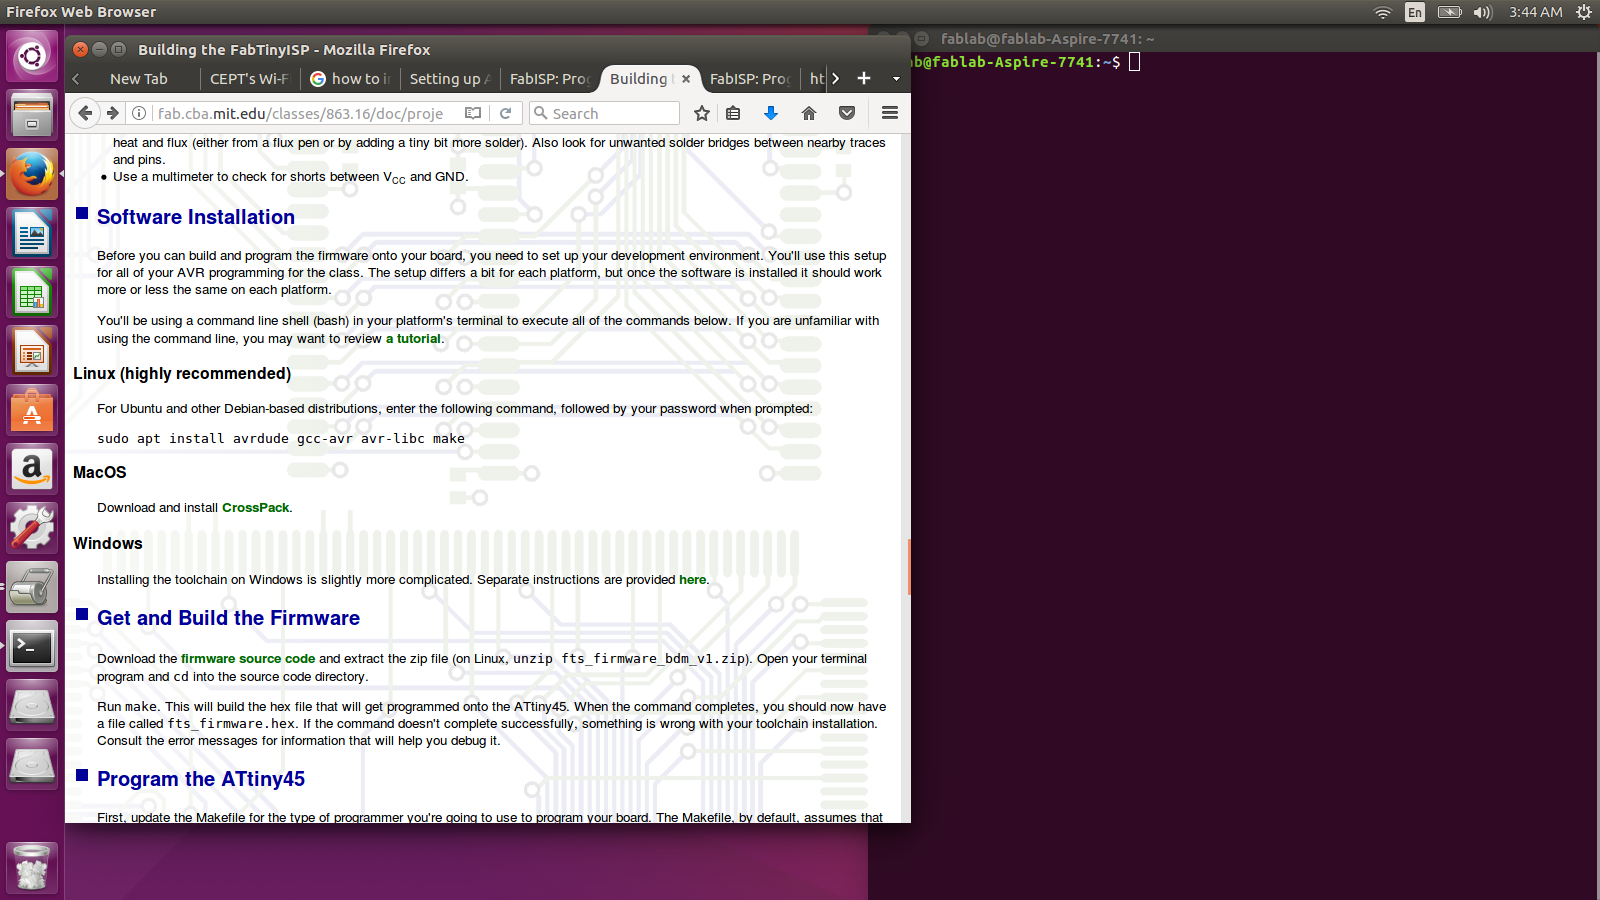 Firefox Web Browser
En
3:44 AM
Building the FabTinyISP - Mozilla Firefox
fablab@fablab-Aspire-7741: ~
New Tab
CEPT's Wi-F
how to i
Setting up
FabISP: Pro
Building
FabISP: Pro
ht
fab.cba.mit.edu/classes/863.16/doc/proje
Search
b@fablab-Aspire-7741:~$
heat and flux (either from a flux pen or by adding a tiny bit more solder). Also look for unwanted solder bridges between nearby traces
and pins.
• Use a multimeter to check for shorts between VCC and GND.
Software Installation
Before you can build and program the firmware onto your board, you need to set up your development environment. You'll use this setup
for all of your AVR programming for the class. The setup differs a bit for each platform, but once the software is installed it should work
more or less the same on each platform.
You'll be using a command line shell (bash) in your platform's terminal to execute all of the commands below. If you are unfamiliar with
using the command line, you may want to review a tutorial.
Linux (highly recommended)
For Ubuntu and other Debian-based distributions, enter the following command, followed by your password when prompted:
sudo apt install avrdude gcc-avr avr-libc make
MacOS
Download and install CrossPack.
Windows
Installing the toolchain on Windows is slightly more complicated. Separate instructions are provided here.
Get and Build the Firmware
Download the firmware source code and extract the zip file (on Linux, unzip fts_firmware_bdm_v1.zip). Open your terminal
program and cd into the source code directory.
Run make. This will build the hex file that will get programmed onto the ATtiny45. When the command completes, you should now have
a file called fts_firmware.hex. If the command doesn't complete successfully, something is wrong with your toolchain installation.
Consult the error messages for information that will help you debug it.
Program the ATtiny45
First, update the Makefile for the type of programmer you're going to use to program your board. The Makefile, by default, assumes that